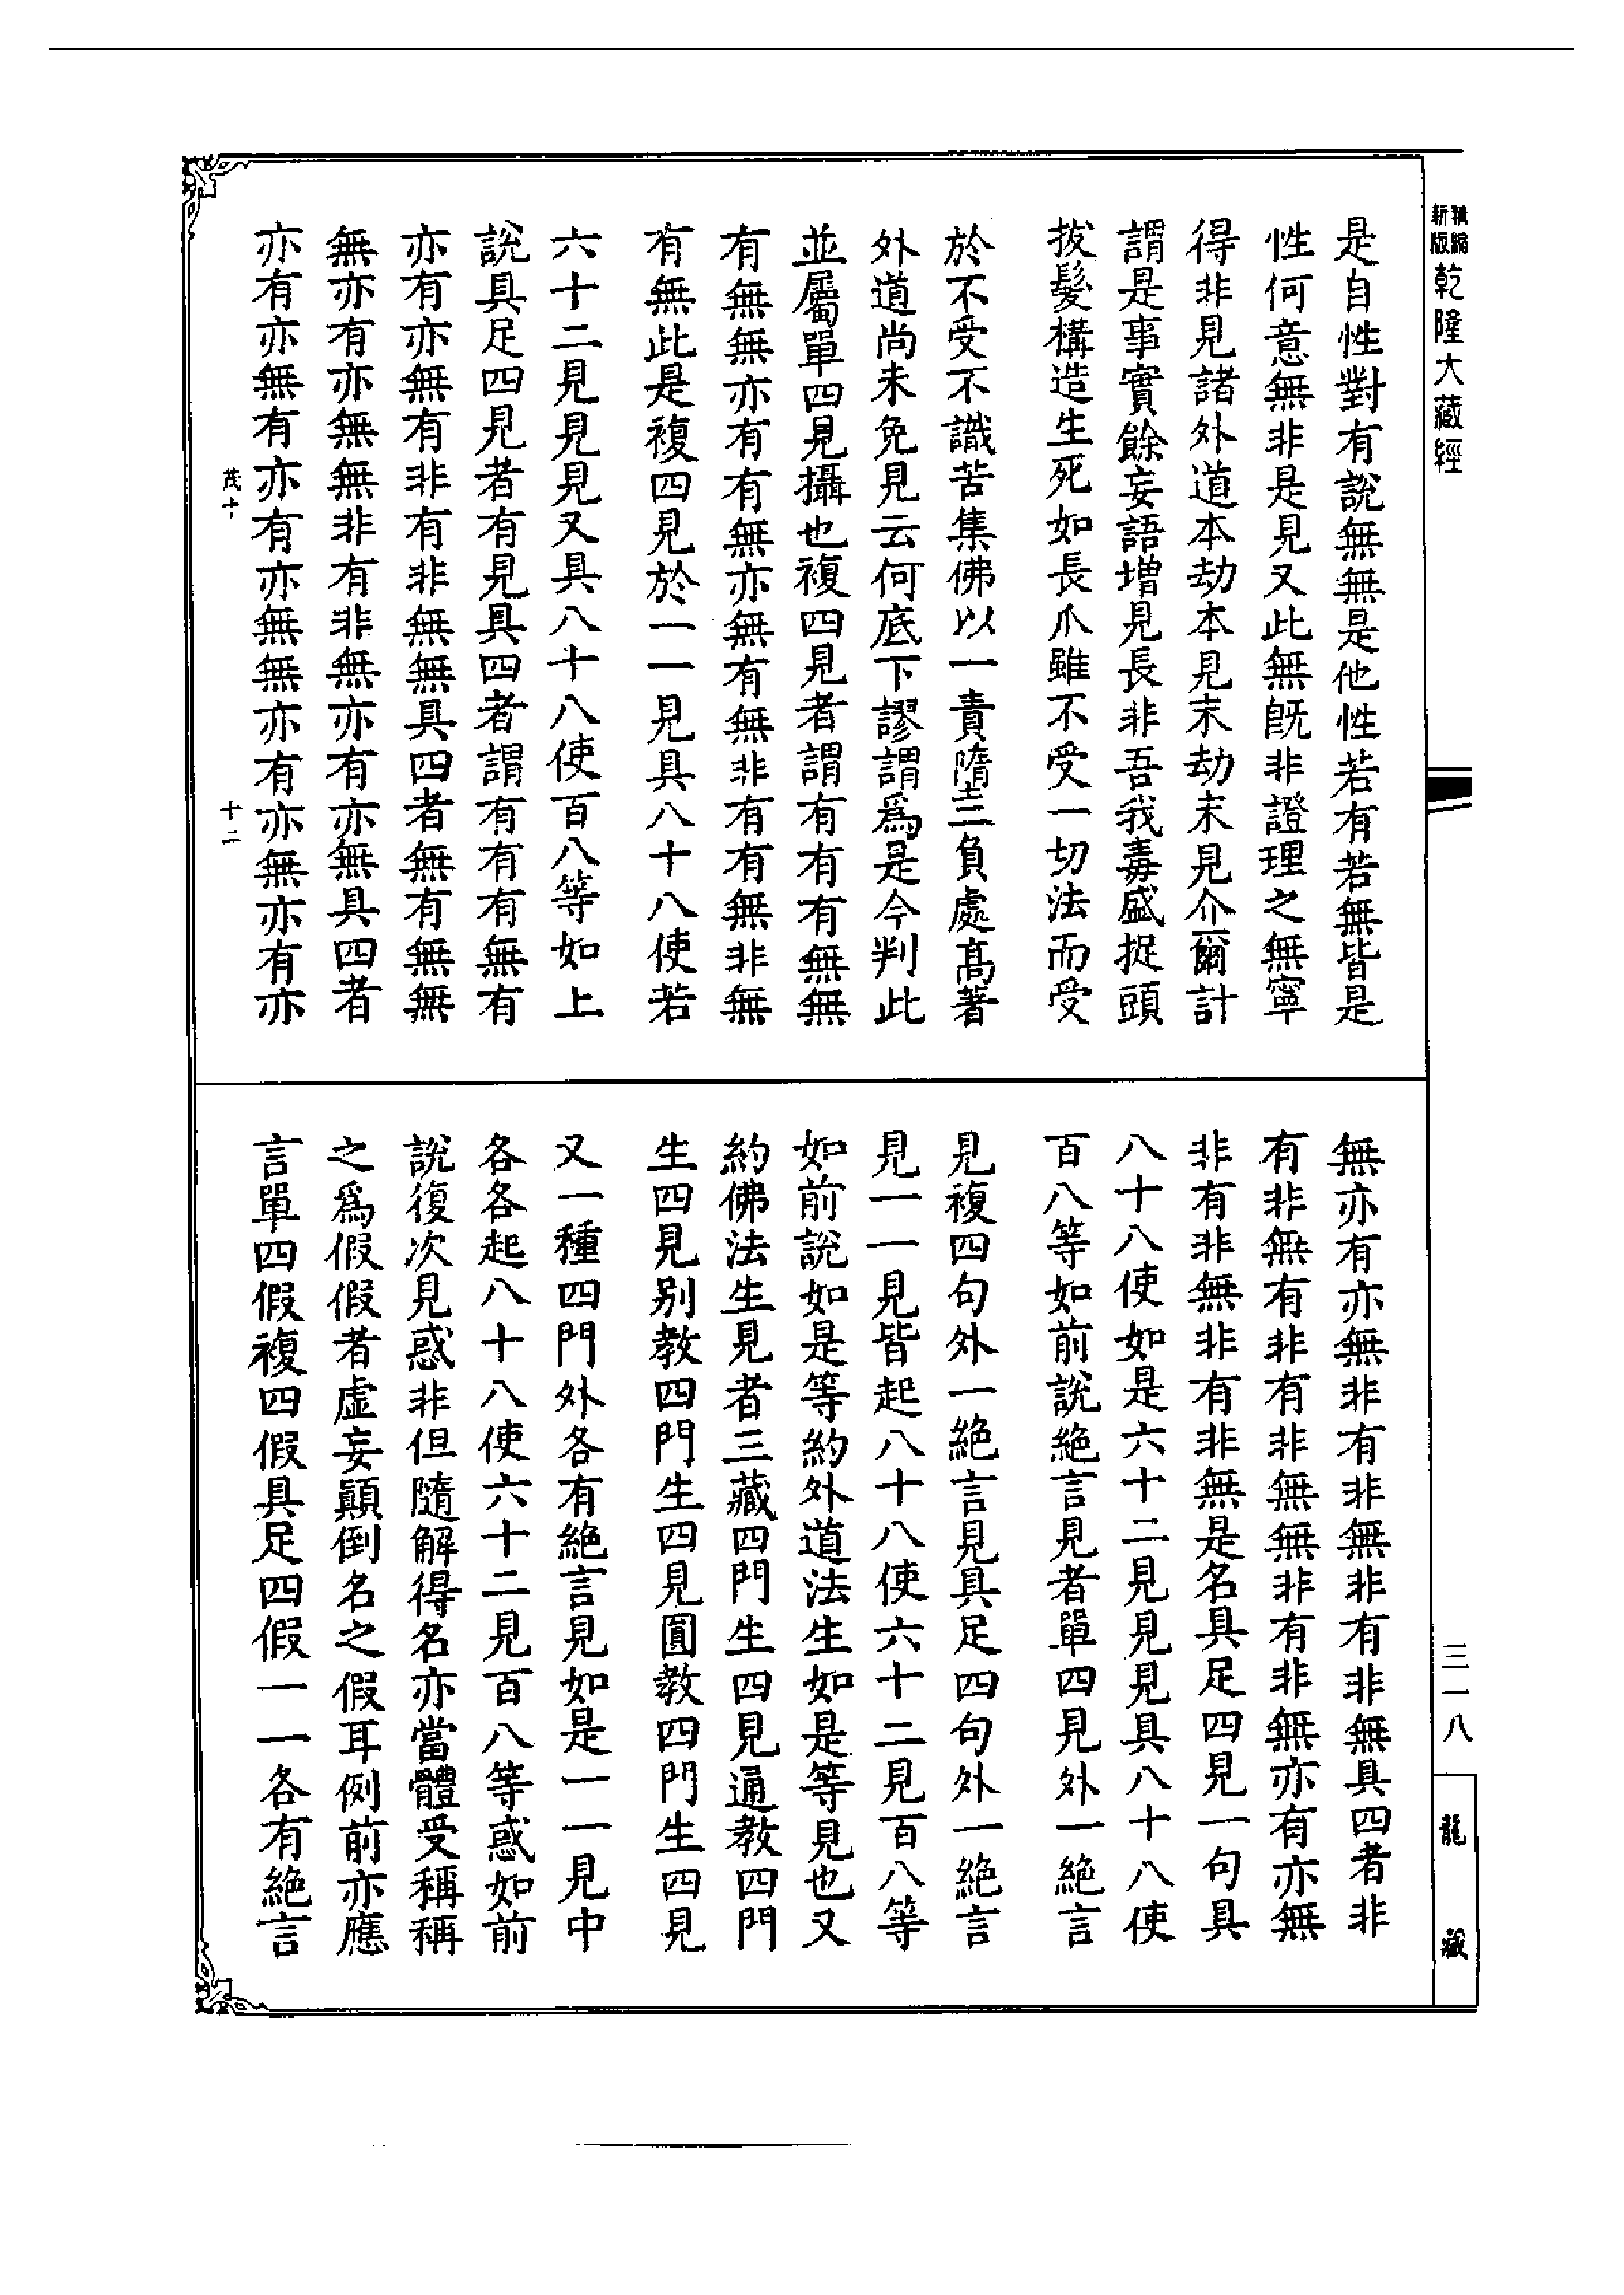 新版
精編
乾隆大藏經
是自性對有說無無是他性若有若無皆是
性何意無非是見又此無旣非證理之無寧
得非見諸外道本劫本見末劫末見介爾計
謂是事實餘妄語增見長非吾我毒盛捉頭
拔髮構造生死如長爪雖不受一切法而受
於不受不識苦集佛以一責墮二負處髙著
外道尚未免見云何底下謬謂爲是今判此
並屬單四見攝也複四見者謂有有有無無
有無無亦有有無亦無有無非有有無非無
有無此是複四見於一一見具八十八使若
六十二見見見又具八十八使百八等如上
說具足四見者有見具四者謂有有有無有
亦有亦無有非有非無無具四者無有無無
無亦有亦無無非有非無亦有亦無具四者
亦有亦無有亦有亦無無亦有亦無亦有亦
茂十
十二
無亦有亦無非有非無非有非無具四者非
有非無有非有非無無非有非無亦有亦無
非有非無非有非無是名具足四見一句具
八十八使如是六十二見見見具八十八使
百八等如前說絕言見者單四見外一絕言
見複四句外一絕言見具足四句外一絕言
見一一見皆起八十八使六十二見百八等
如前說如是等約外道法生如是等見也又
約佛法生見者三藏四門生四見通教四門
生四見別教四門生四見圓教四門生四見
又一種四門外各有絕言見如是一一見中
各各起八十八使六十二見百八等惑如前
說復次見惑非但隨解得名亦當體受稱稱
之爲假假者虛妄顚倒名之假耳例前亦應
言單四假複四假具足四假一一各有絕言
三一八
龍藏